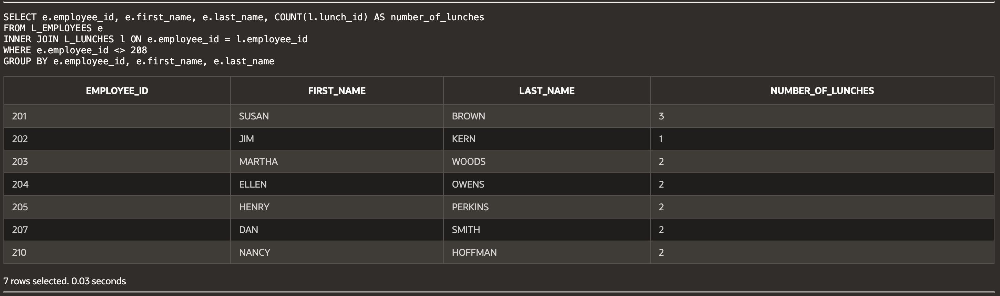 SELECT e.employee_id, e.first_name, e.last_name, COUNT(l.lunch_id) AS number_of_lunches
FROM L_EMPLOYEES e
INNER JOIN L_LUNCHES l ON e.employee_id = l.employee_id
WHERE e.employee_id <> 208
GROUP BY e.employee_id, e.first_name, e.last_name
EMPLOYEE_ID FIRST_NAME LAST_NAME NUMBER_OF_LUNCHES
201 SUSAN BROWN 3
202 JIM KERN 1
203 MARTHA WOODS 2
204 ELLEN OWENS 2
205 HENRY PERKINS 2
207 DAN SMITH 2
210 NANCY HOFFMAN 2
7 rows selected. 0.03 seconds